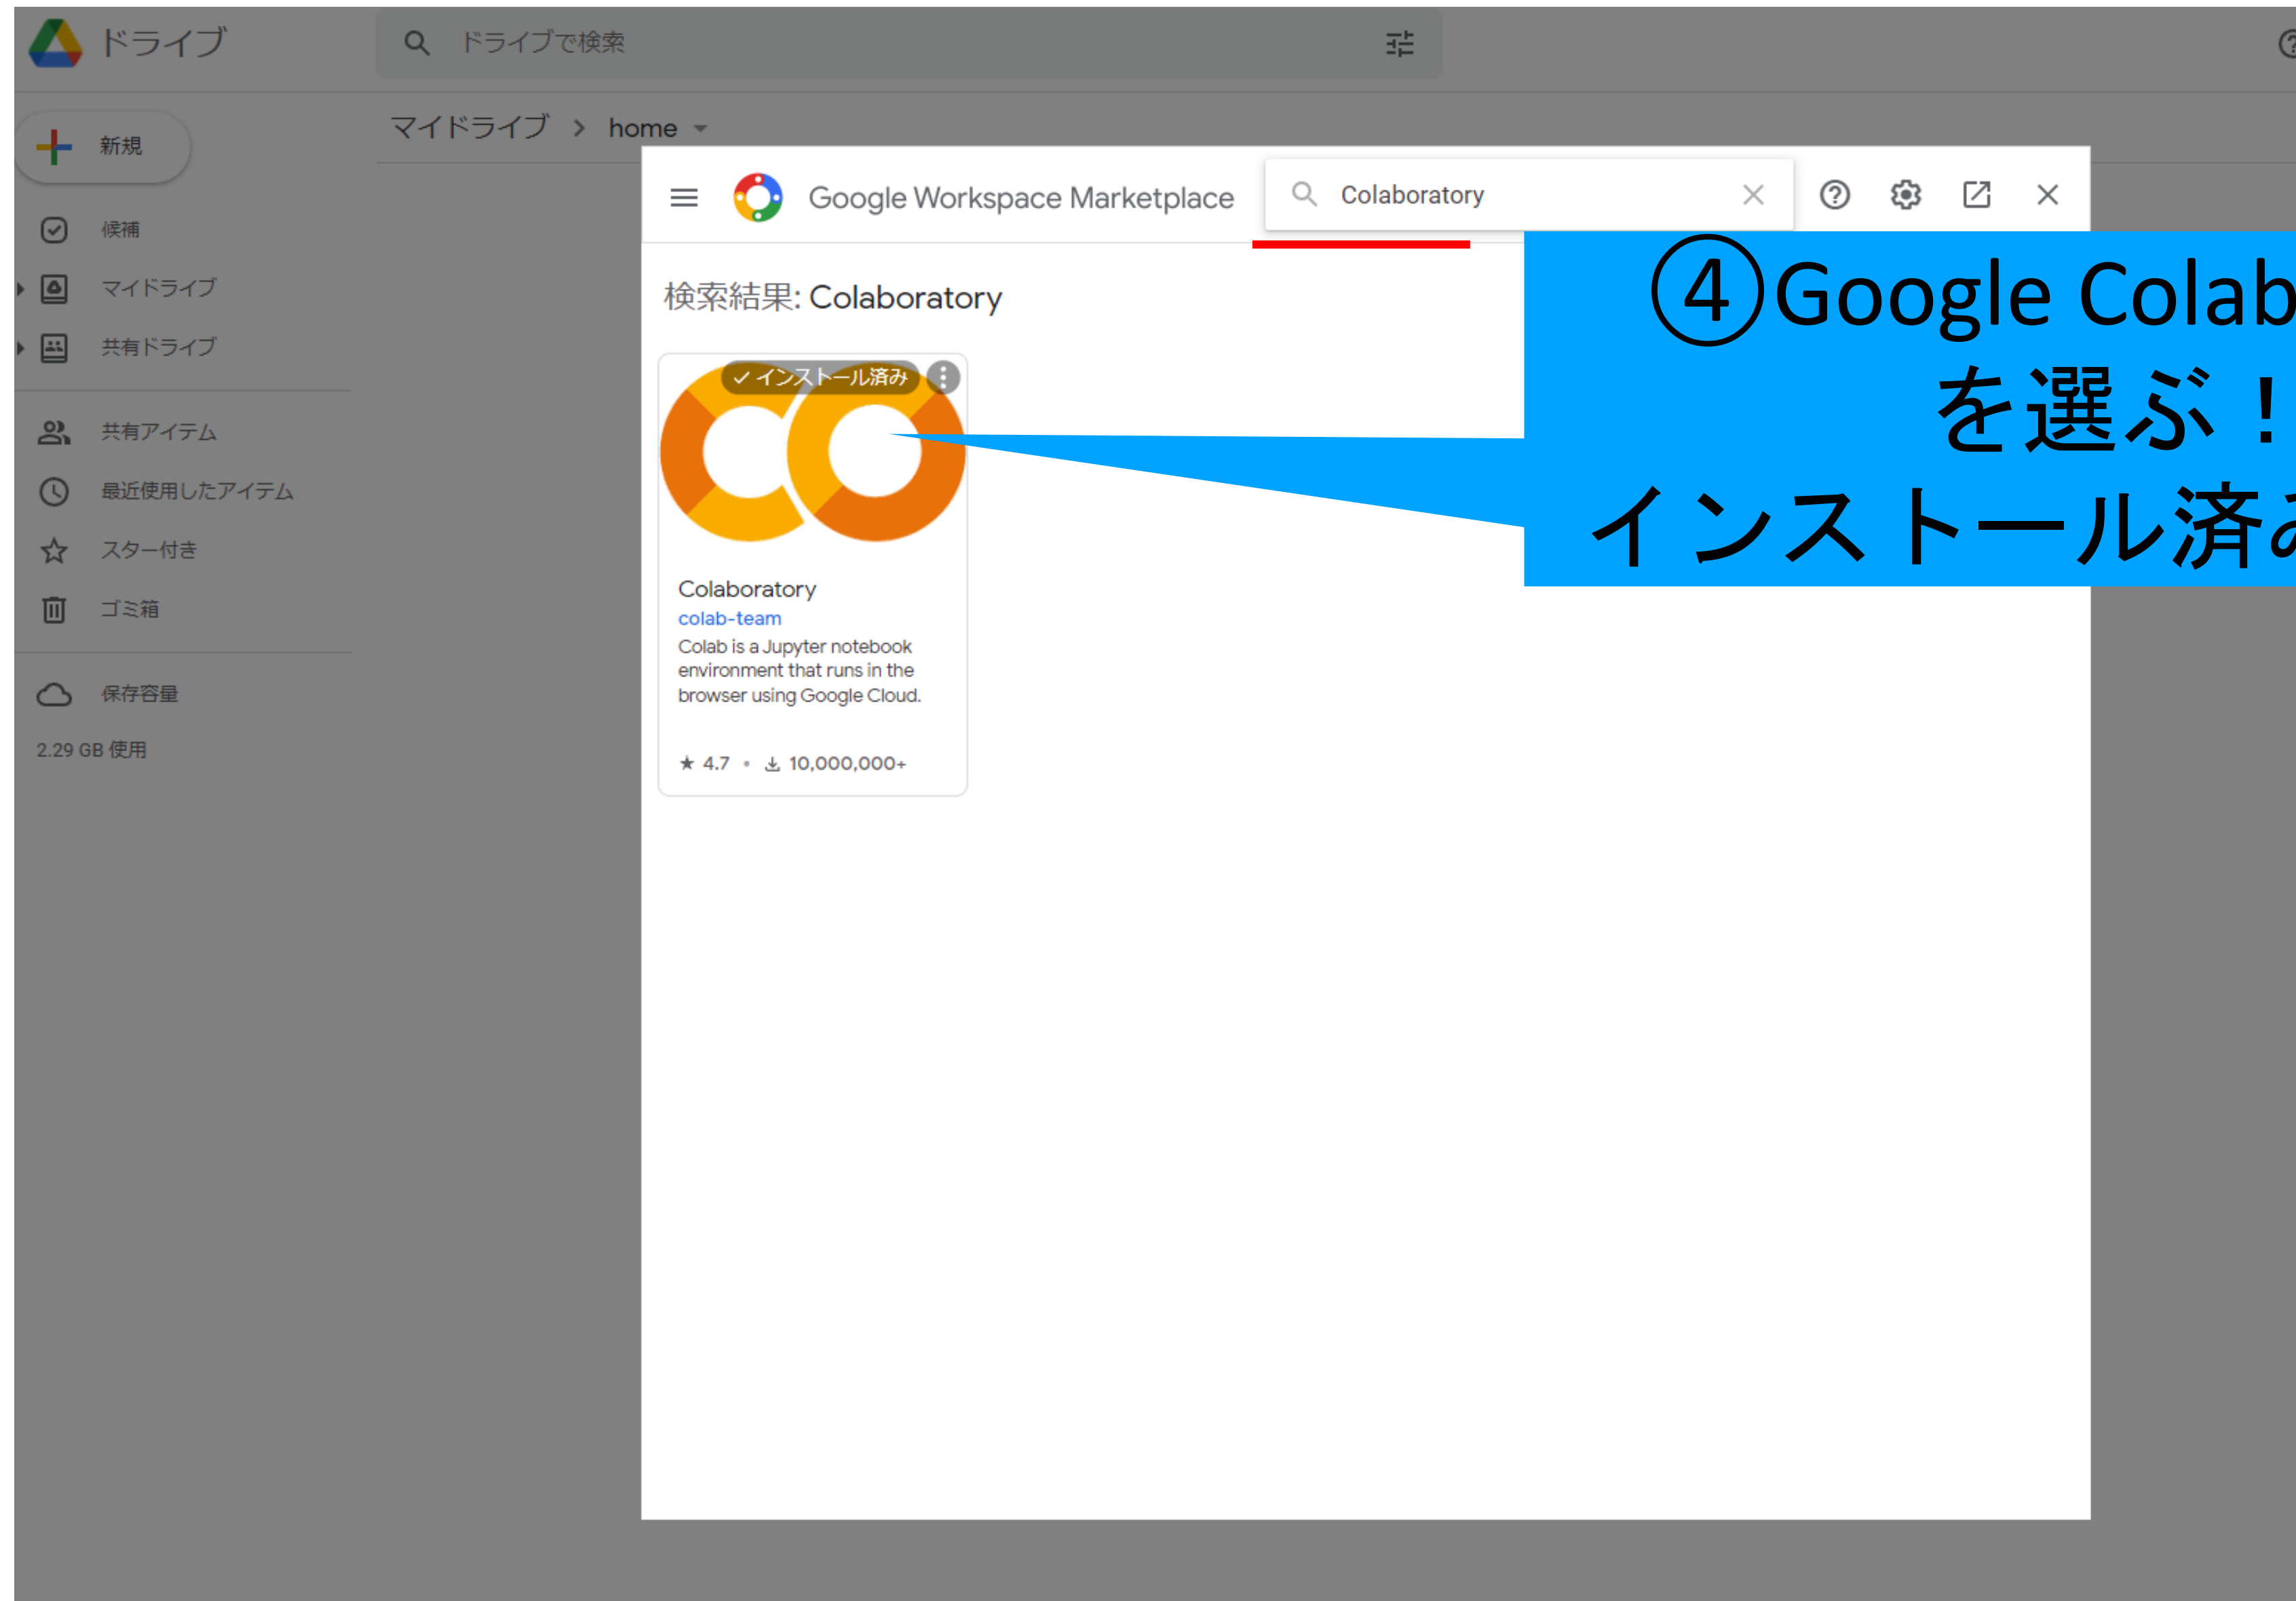 ドライブ
ドライブで検索
新規
マイドライブ > home
候補
マイドライブ
共有ドライブ
共有アイテム
最近使用したアイテム
スター付き
ゴミ箱
保存容量
2.29 GB 使用
Google Workspace Marketplace
Colaboratory
検索結果: Colaboratory
インストール済み
Colaboratory
colab-team
Colab is a Jupyter notebook
environment that runs in the
browser using Google Cloud.
4.7 • 10,000,000+
④Google Colab
を選ぶ！
インストール済み